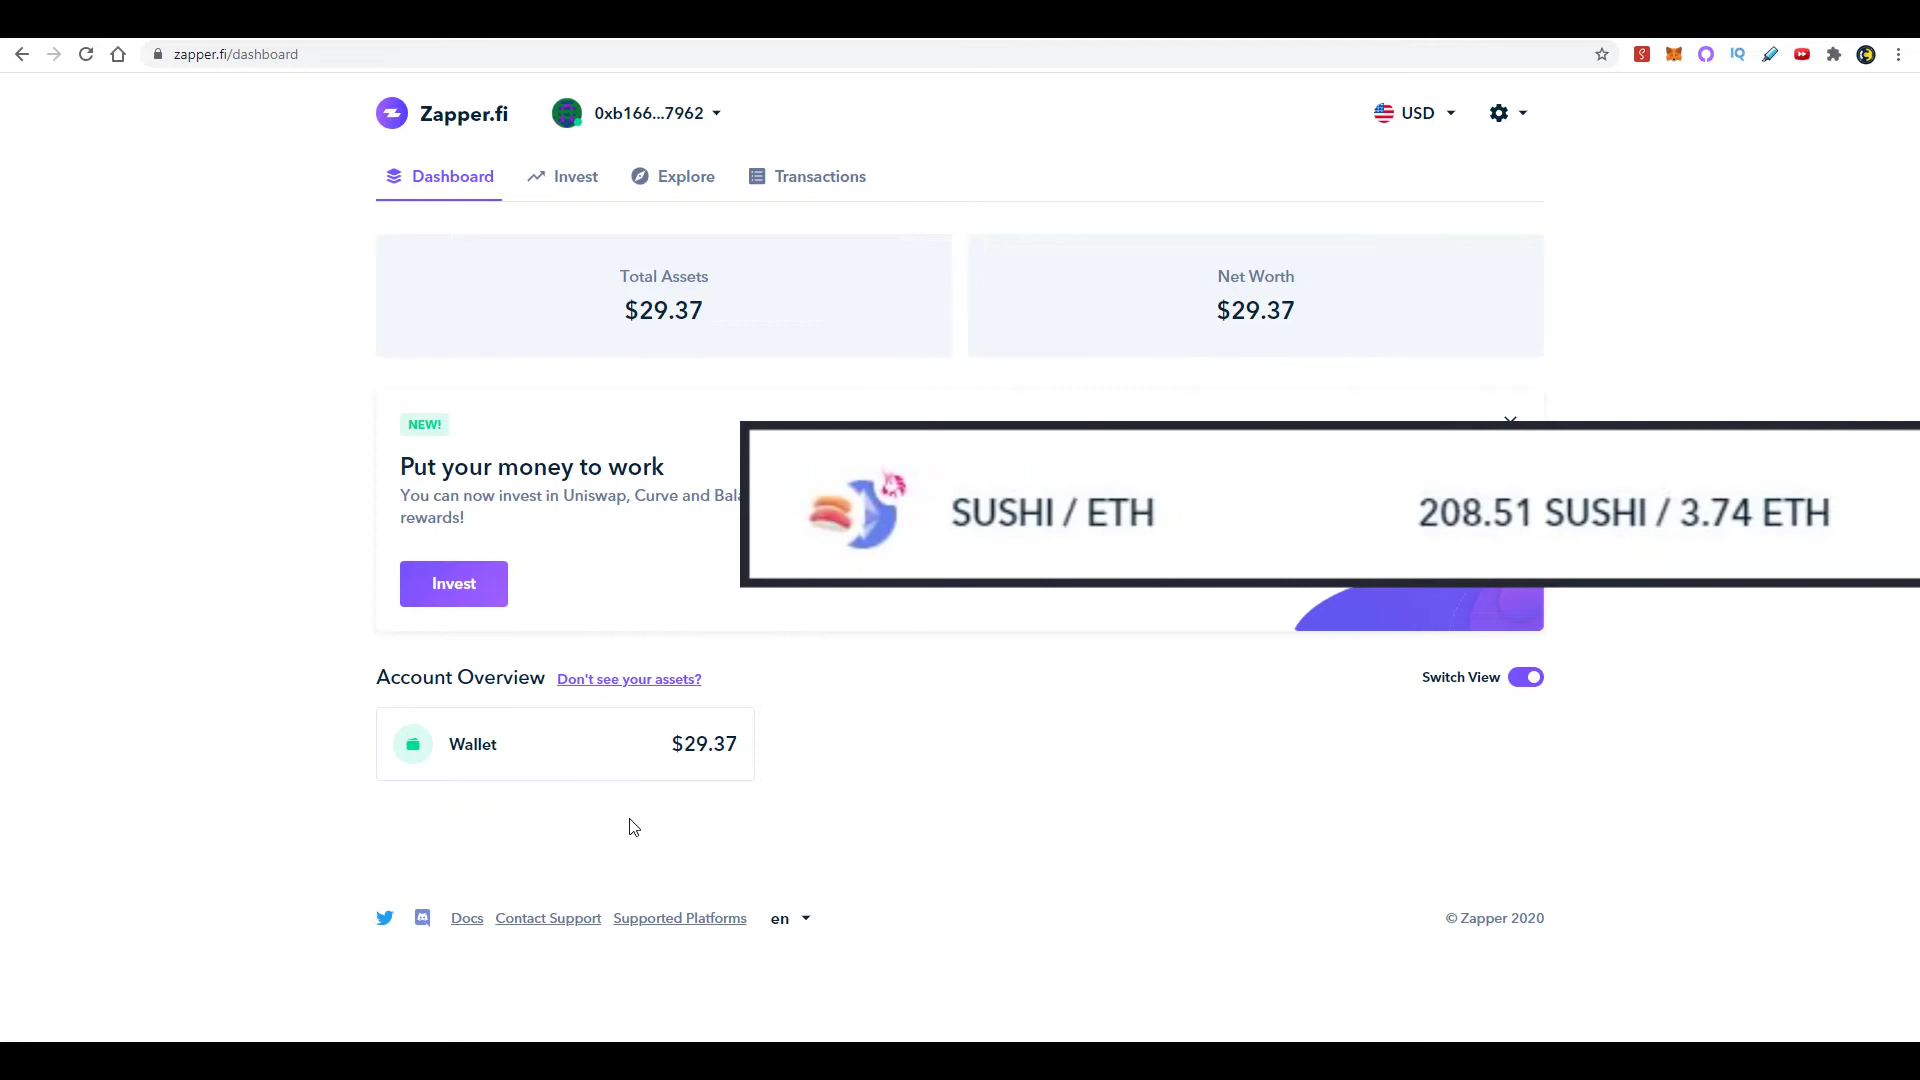 zapper.fi/dashboard
Zapper.fi
0xb166...7962
USD
Dashboard
Invest
Explore
Transactions
Total Assets
$29.37
Net Worth
$29.37
NEW!
Put your money to work
You can now invest in Uniswap, Curve and
rewards!
Invest
SUSHI / ETH
208.51 SUSHI / 3.74 ETH
Account Overview
Don't see your assets?
Switch View
Wallet
$29.37
Docs
Contact Support
Supported Platforms
en
© Zapper 2020